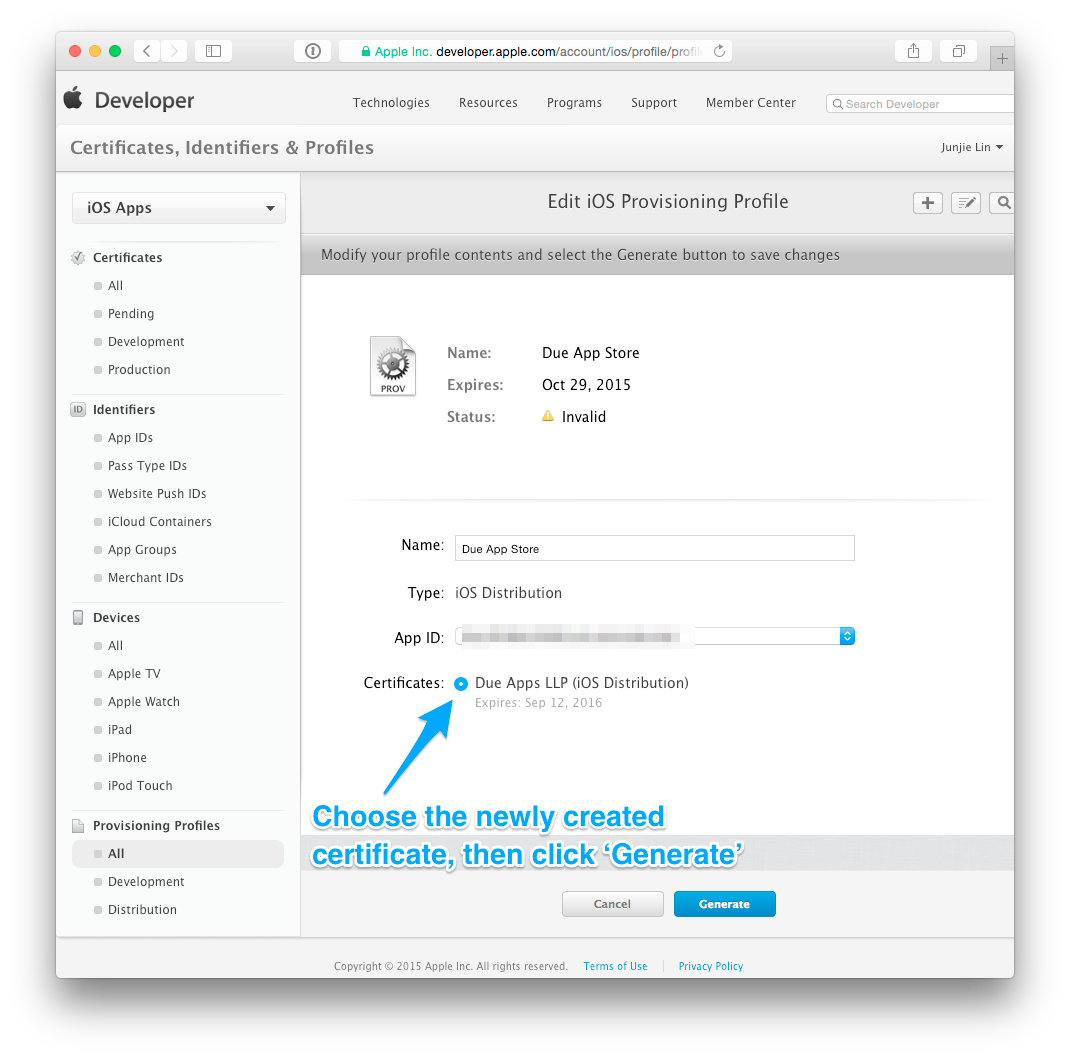 Apple Inc. developer.apple.com/account/ios/profile/profil
Developer
Technologies Resources Programs Support Member Center Search Developer
Certificates, Identifiers & Profiles
Junjie Lin
iOS Apps
Certificates
All
Pending
Development
Production
ID Identifiers
App IDs
Pass Type IDs
Website Push IDs
iCloud Containers
App Groups
Merchant IDs
Devices
All
Apple TV
Apple Watch
iPad
iPhone
iPod Touch
Provisioning Profiles
All
Development
Distribution
Edit iOS Provisioning Profile
Modify your profile contents and select the Generate button to save changes
PROV
Name: Due App Store
Expires: Oct 29, 2015
Status: Invalid
Name: Due App Store
Type: iOS Distribution
App ID:
Certificates: Due Apps LLP (iOS Distribution)
Expires: Sep 12, 2016
Choose the newly created
certificate, then click ‘Generate’
Cancel Generate
Copyright © 2015 Apple Inc. All rights reserved. Terms of Use Privacy Policy